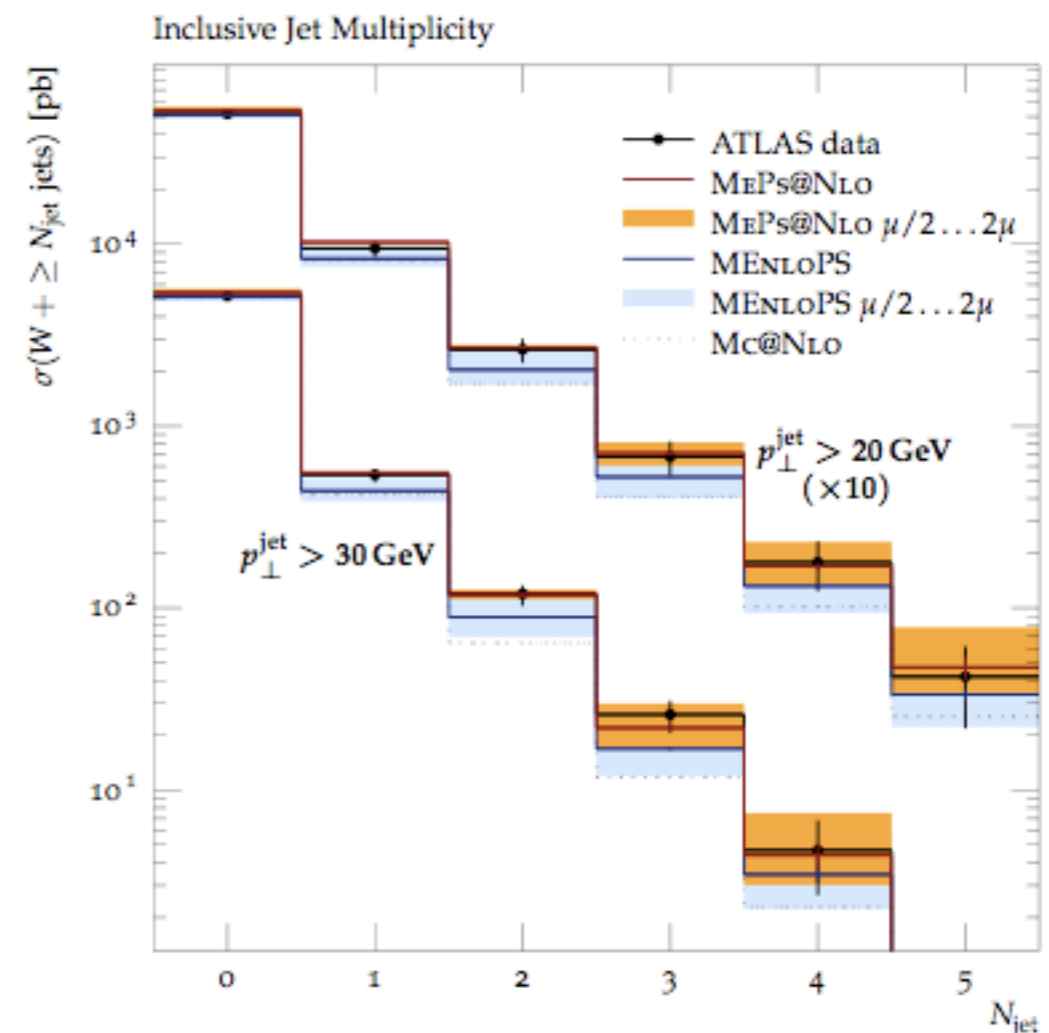 Inclusive Jet Multiplicity
σ(W + ≥ N_jet jets) [pb]
10^4
10^3
10^2
10^1
ATLAS data
MEPS@NLO
MEPS@NLO μ/2...2μ
MENLOPS
MENLOPS μ/2...2μ
MC@NLO
p_⊥^jet > 20 GeV
(×10)
p_⊥^jet > 30 GeV
0 1 2 3 4 5
N_jet